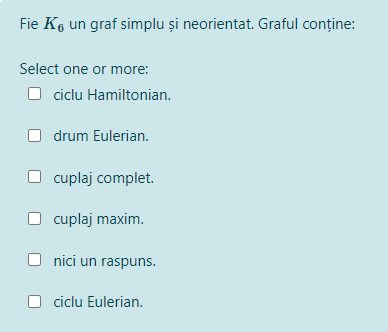 Fie K₆ un graf simplu și neorientat. Graful conține:
Select one or more:
ciclu Hamiltonian.
drum Eulerian.
cuplaj complet.
cuplaj maxim.
nici un raspuns.
ciclu Eulerian.